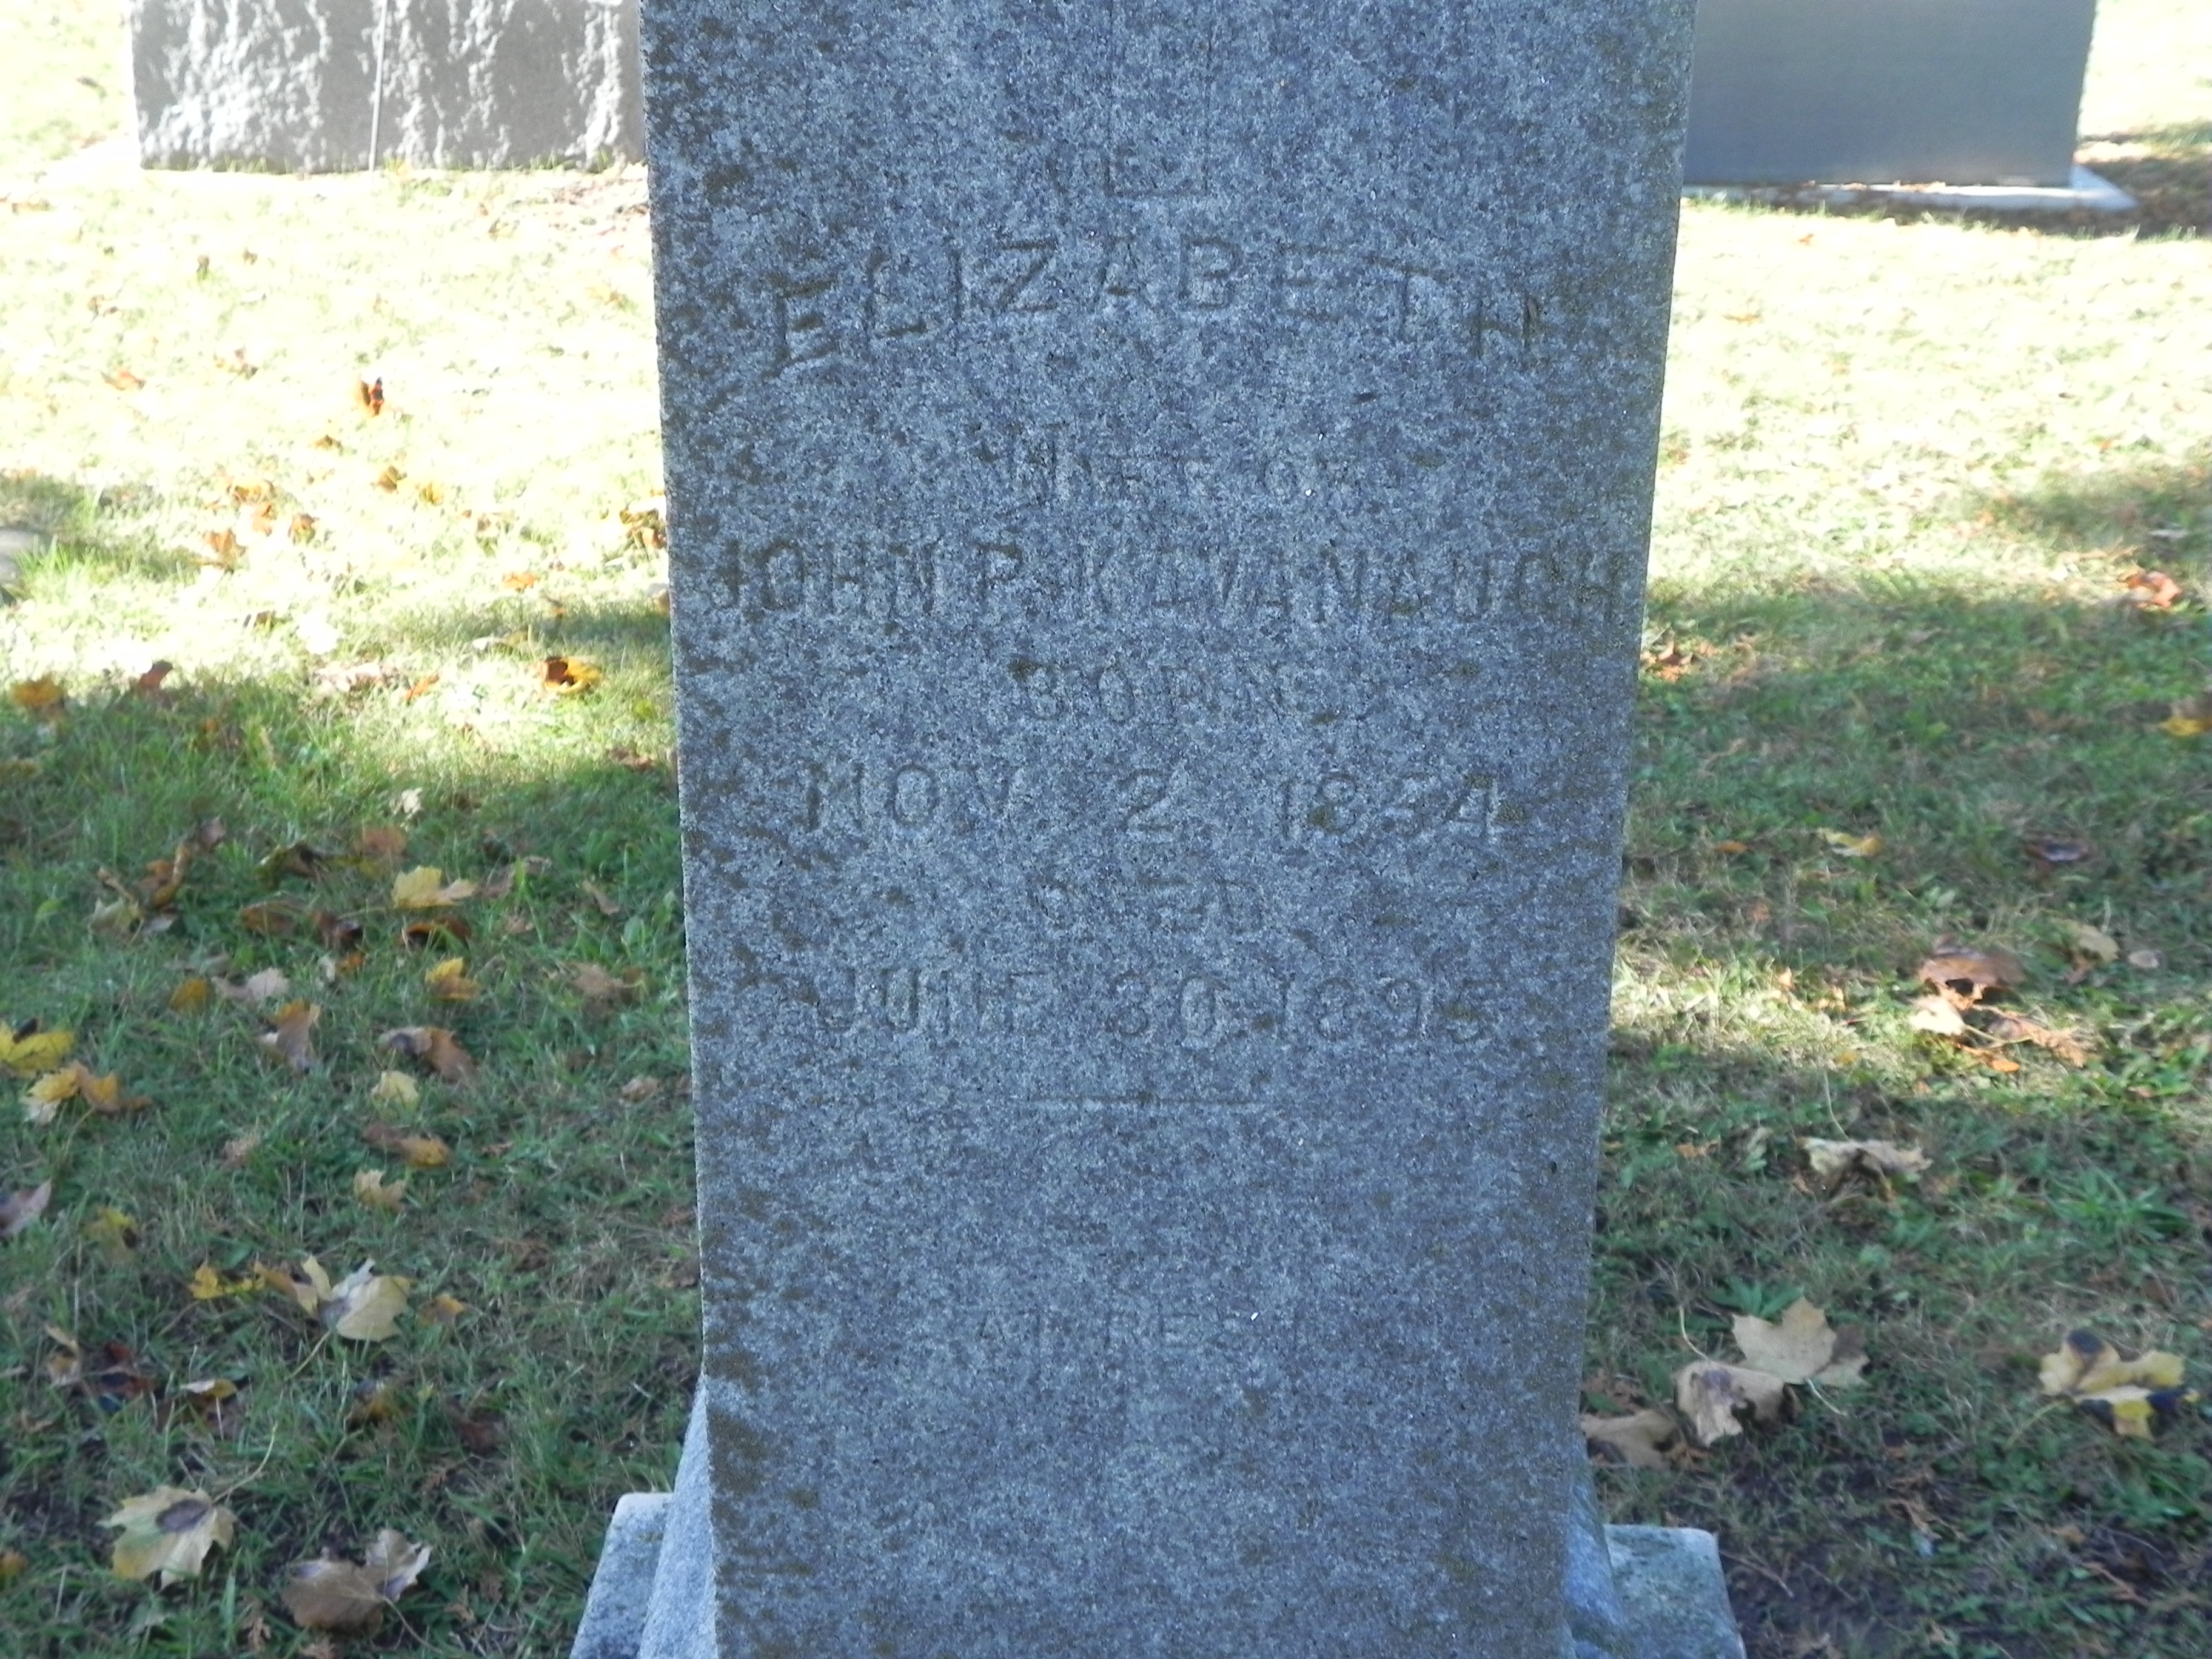 ELIZABETH
WIFE OF
JOHN P. KAVANAUGH
BORN
NOV. 2, 1834
DIED
JUNE 30, 1895
AT REST